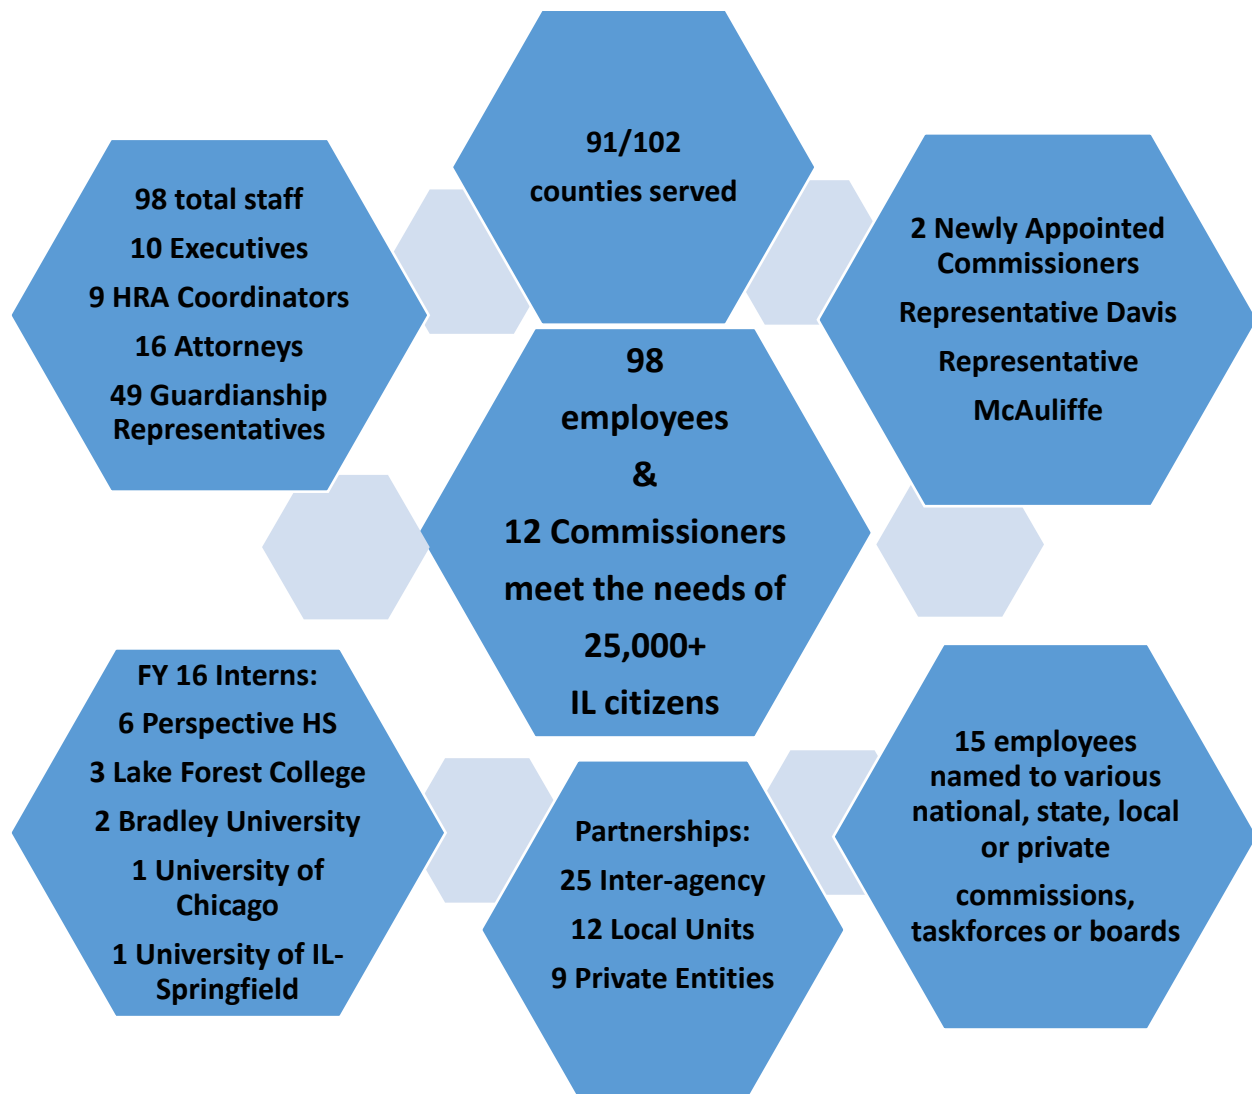 91/102
counties served
98 total staff
10 Executives
9 HRA Coordinators
16 Attorneys
49 Guardianship
Representatives
2 Newly Appointed
Commissioners
Representative Davis
Representative
McAuliffe
98
employees
&
12 Commissioners
meet the needs of
25,000+
IL citizens
FY 16 Interns:
6 Perspective HS
3 Lake Forest College
2 Bradley University
1 University of
Chicago
1 University of IL-
Springfield
Partnerships:
25 Inter-agency
12 Local Units
9 Private Entities
15 employees
named to various
national, state, local
or private
commissions,
taskforces or boards